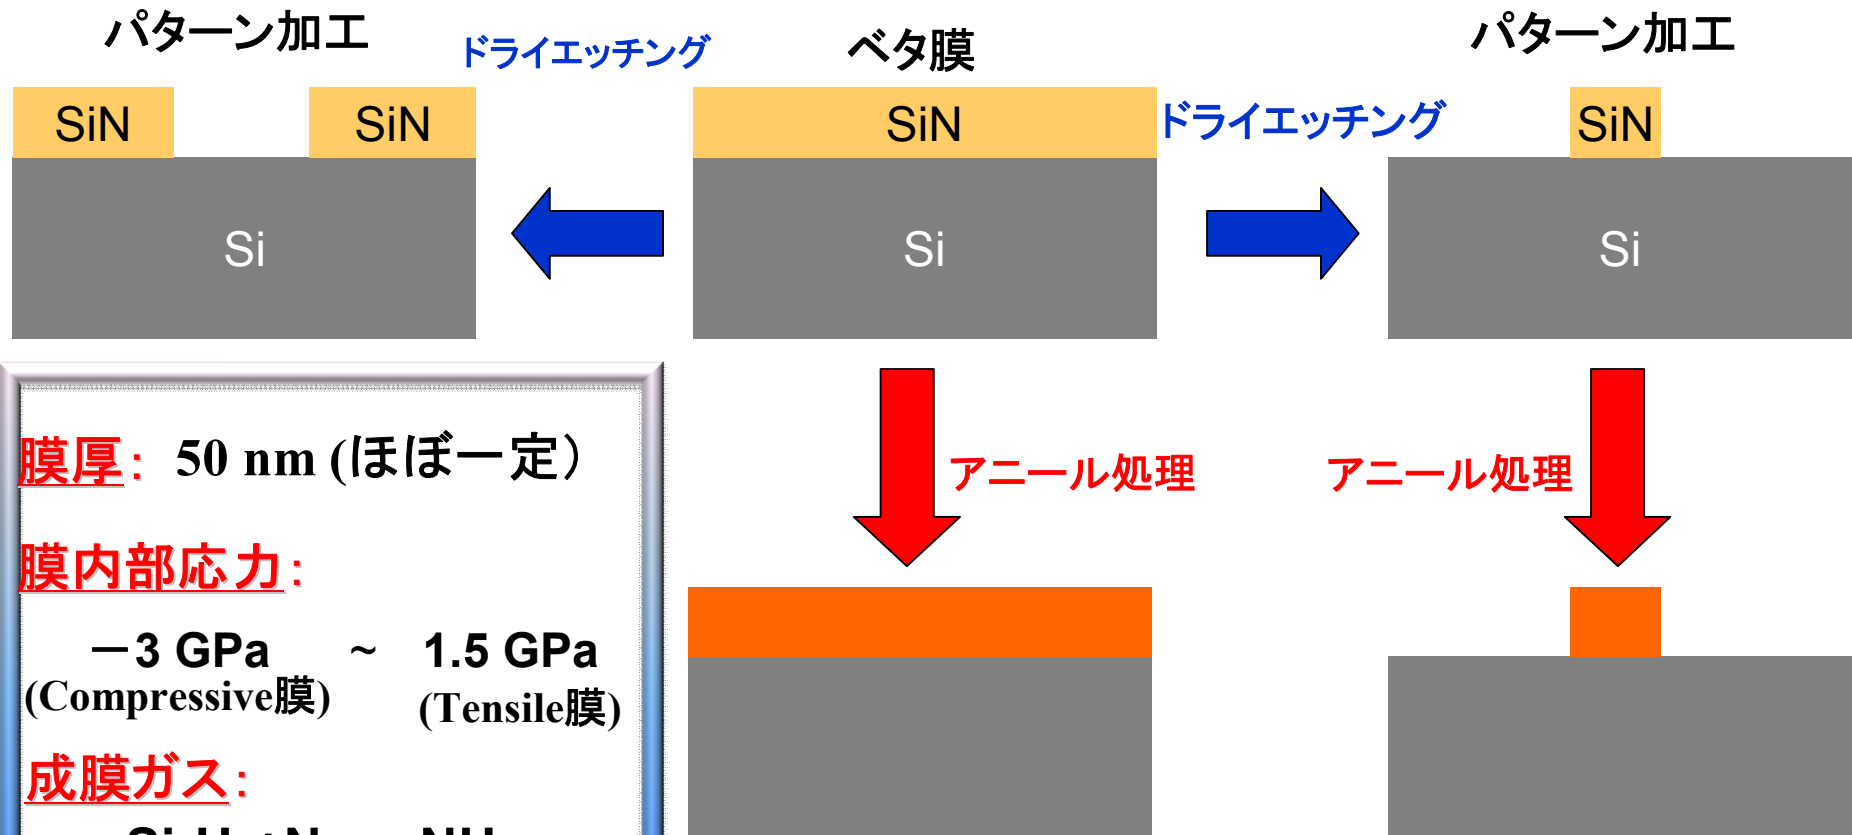 パターン加工
ドライエッチング
ベタ膜
パターン加工
SiN
SiN
SiN
ドライエッチング
SiN
Si
Si
Si
膜厚： 50 nm (ほぼ一定）
アニール処理
アニール処理
膜内部応力：
－3 GPa ~ 1.5 GPa
(Compressive膜) (Tensile膜)
成膜ガス：